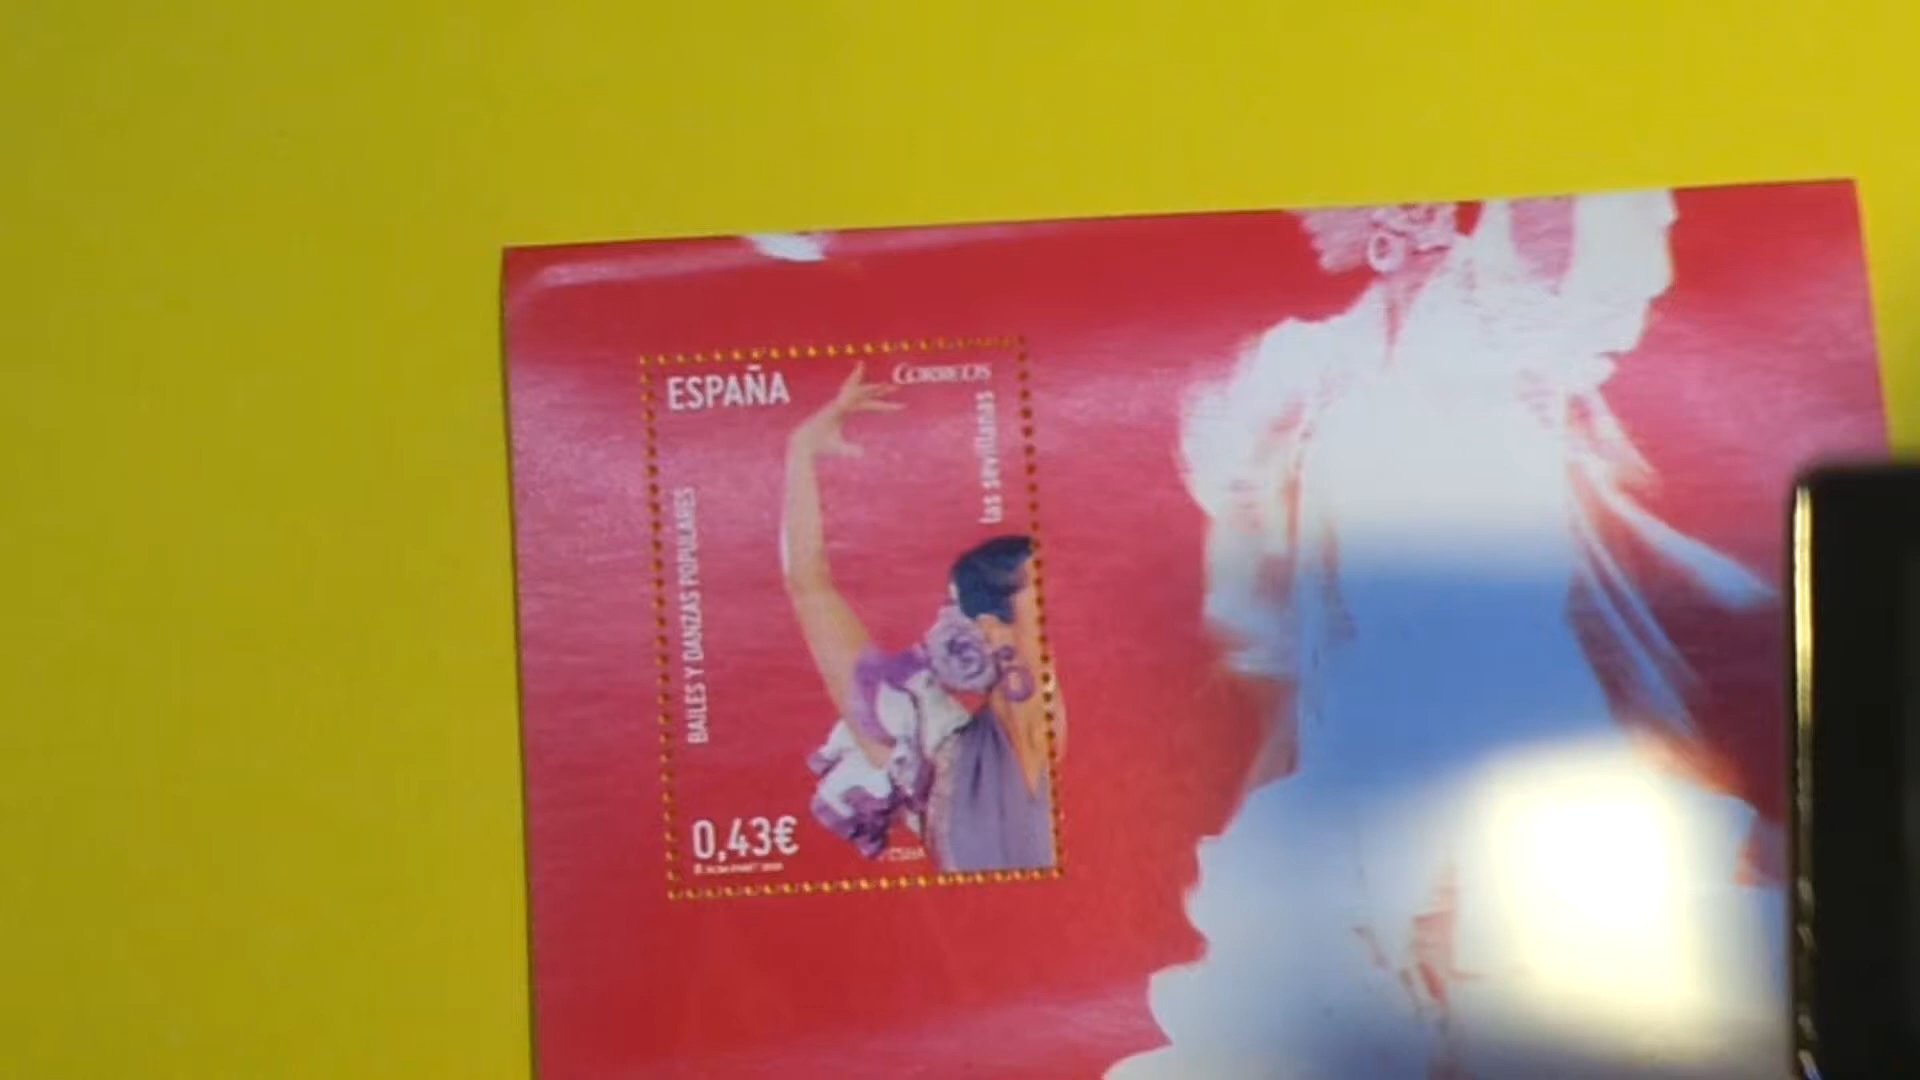 ESPAÑA
CORREOS
las sevillanas
BAILES Y DANZAS POPULARES
0,43€